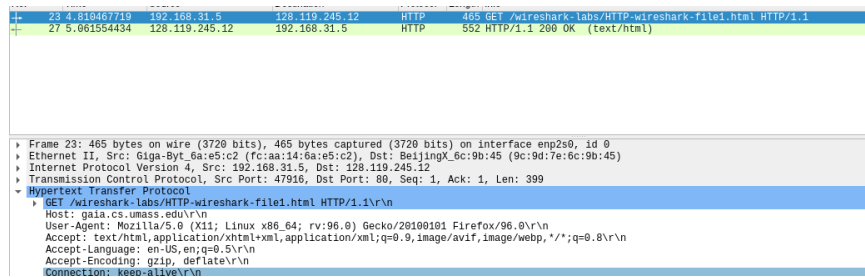 23 4.810467719 192.168.31.5 128.119.245.12 HTTP 465 GET /wireshark-labs/HTTP-wireshark-file1.html HTTP/1.1
27 5.061554434 128.119.245.12 192.168.31.5 HTTP 552 HTTP/1.1 200 OK (text/html)
Frame 23: 465 bytes on wire (3720 bits), 465 bytes captured (3720 bits) on interface enp2s0, id 0
Ethernet II, Src: Giga-Byt_6a:e5:c2 (fc:aa:14:6a:e5:c2), Dst: BeijingX_6c:9b:45 (9c:9d:7e:6c:9b:45)
Internet Protocol Version 4, Src: 192.168.31.5, Dst: 128.119.245.12
Transmission Control Protocol, Src Port: 47916, Dst Port: 80, Seq: 1, Ack: 1, Len: 399
Hypertext Transfer Protocol
GET /wireshark-labs/HTTP-wireshark-file1.html HTTP/1.1\r\n
Host: gaia.cs.umass.edu\r\n
User-Agent: Mozilla/5.0 (X11; Linux x86_64; rv:96.0) Gecko/20100101 Firefox/96.0\r\n
Accept: text/html,application/xhtml+xml,application/xml;q=0.9,image/avif,image/webp,*/*;q=0.8\r\n
Accept-Language: en-US,en;q=0.5\r\n
Accept-Encoding: gzip, deflate\r\n
Connection: keep-alive\r\n